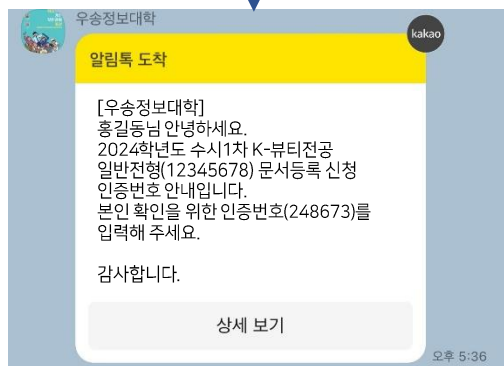 우송정보대학
kakao
알림톡 도착
[우송정보대학]
홍길동님 안녕하세요.
2024학년도 수시1차 K-뷰티전공
일반전형(12345678) 문서등록 신청
인증번호 안내입니다.
본인 확인을 위한 인증번호(248673)를
입력해 주세요.
감사합니다.
상세 보기
오후 5:36